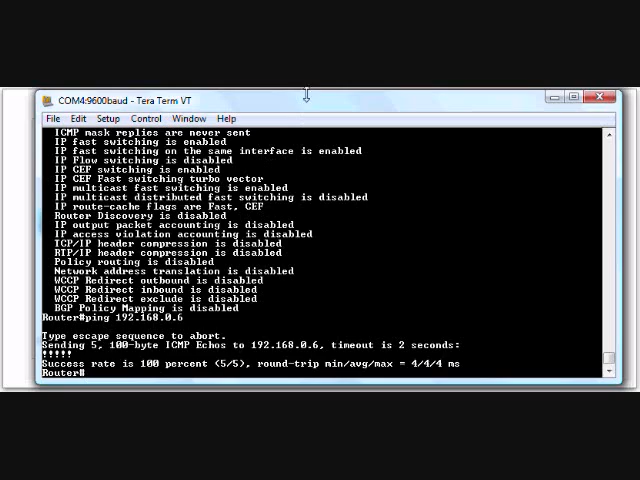 COM4:9600baud - Tera Term VT
File Edit Setup Control Window Help
ICMP mask replies are never sent
IP fast switching is enabled
IP fast switching on the same interface is enabled
IP Flow switching is disabled
IP CEF switching is enabled
IP CEF Fast switching turbo vector
IP multicast fast switching is enabled
IP multicast distributed fast switching is disabled
IP route-cache flags are Fast, CEF
Router Discovery is disabled
IP output packet accounting is disabled
IP access violation accounting is disabled
TCP/IP header compression is disabled
RTP/IP header compression is disabled
Policy routing is disabled
Network address translation is disabled
WCCP Redirect outbound is disabled
WCCP Redirect inbound is disabled
WCCP Redirect exclude is disabled
BGP Policy Mapping is disabled
Router#ping 192.168.0.6
Type escape sequence to abort.
Sending 5, 100-byte ICMP Echos to 192.168.0.6, timeout is 2 seconds:
!!!!!
Success rate is 100 percent (5/5), round-trip min/avg/max = 4/4/4 ms
Router#